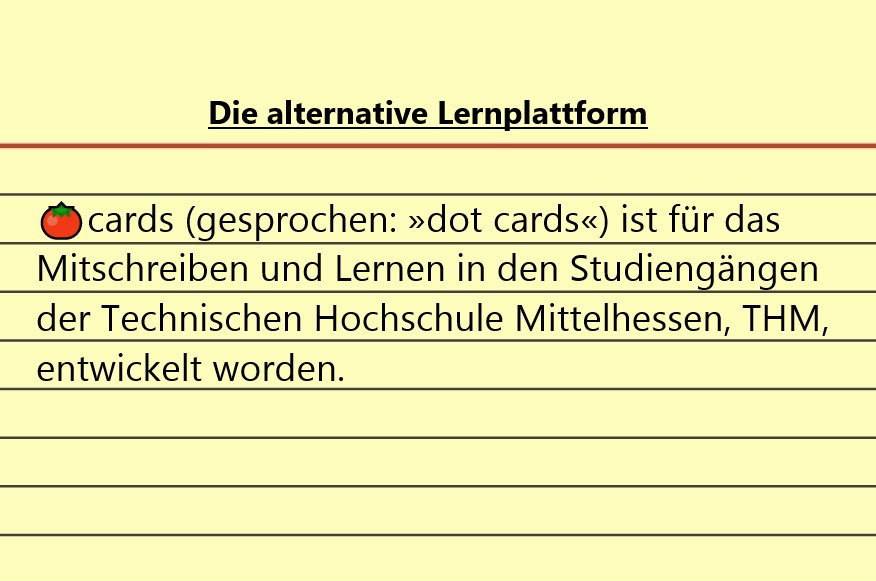 Die alternative Lernplattform
🍅cards (gesprochen: »dot cards«) ist für das
Mitschreiben und Lernen in den Studiengängen
der Technischen Hochschule Mittelhessen, THM,
entwickelt worden.